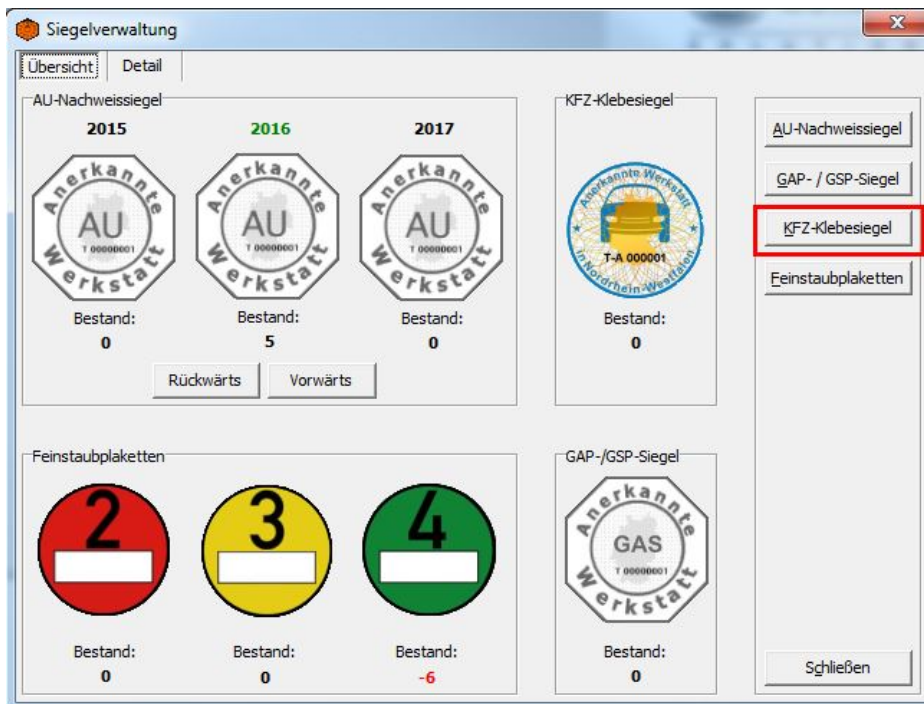 Siegelverwaltung
Übersicht
Detail
AU-Nachweissiegel
2015
2016
2017
Anerkannte
AU
T 00000001
Werkstatt
Anerkannte
AU
T 00000001
Werkstatt
Anerkannte
AU
T 00000001
Werkstatt
Bestand:
0
Bestand:
5
Bestand:
0
Rückwärts
Vorwärts
KFZ-Klebesiegel
Anerkannte Werkstatt
T-A 000001
in Nordrhein-Westfalen
Bestand:
0
AU-Nachweissiegel
GAP- / GSP-Siegel
KFZ-Klebesiegel
Feinstaubplaketten
Feinstaubplaketten
2
3
4
Bestand:
0
Bestand:
0
Bestand:
-6
GAP-/GSP-Siegel
Anerkannte
GAS
T 00000001
Werkstatt
Bestand:
0
Schließen